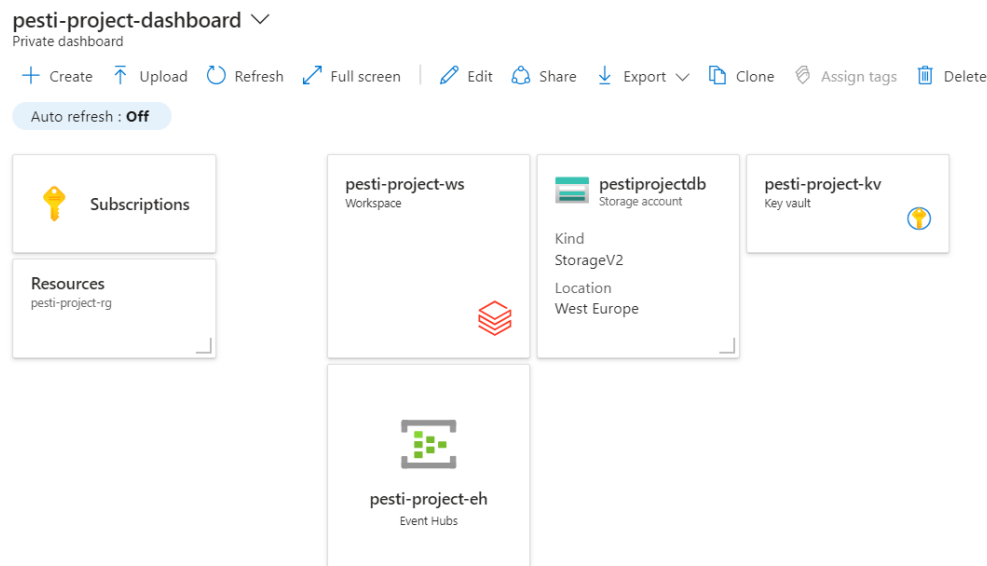 pesti-project-dashboard
Private dashboard
Create Upload Refresh Full screen Edit Share Export Clone Assign tags Delete
Auto refresh : Off
Subscriptions
Resources
pesti-project-rg
pesti-project-ws
Workspace
pestiprojectdb
Storage account
Kind
StorageV2
Location
West Europe
pesti-project-kv
Key vault
pesti-project-eh
Event Hubs